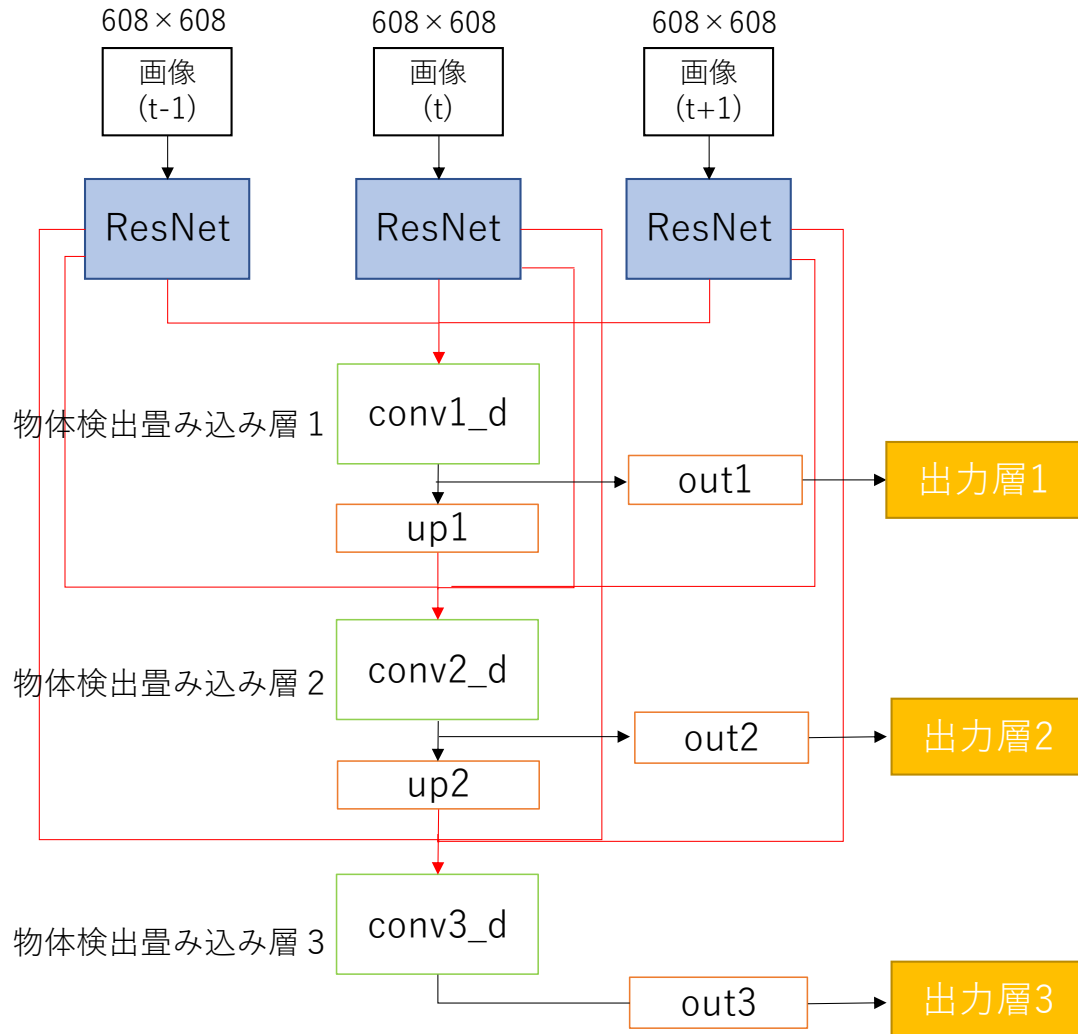 608×608
608×608
608×608
画像
(t-1)
画像
(t)
画像
(t+1)
ResNet
ResNet
ResNet
物体検出畳み込み層１
conv1_d
out1
出力層1
up1
物体検出畳み込み層２
conv2_d
out2
出力層2
up2
物体検出畳み込み層３
conv3_d
out3
出力層3